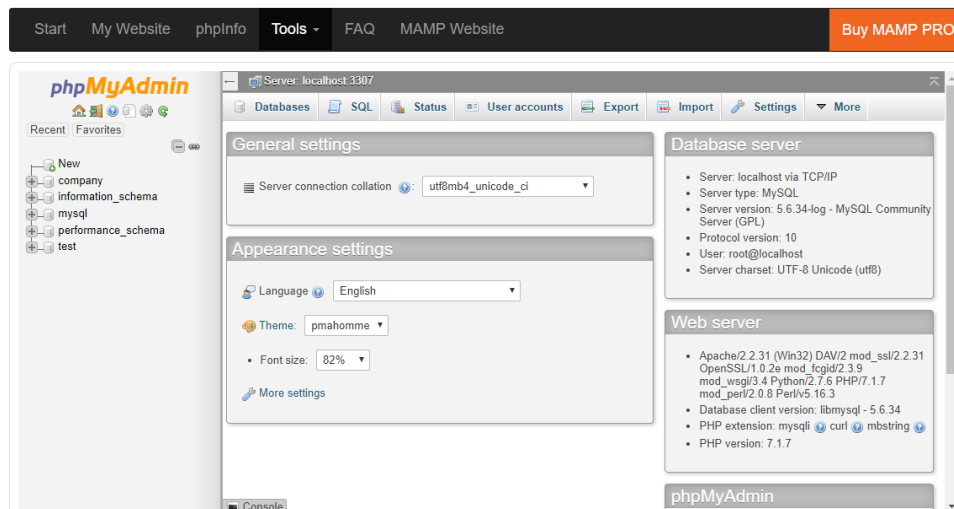 Start My Website phpInfo Tools FAQ MAMP Website Buy MAMP PRO
phpMyAdmin
Recent Favorites
New
company
information_schema
mysql
performance_schema
test
Server: localhost:3307
Databases SQL Status User accounts Export Import Settings More
General settings
Server connection collation : utf8mb4_unicode_ci
Appearance settings
Language English
Theme: pmahomme
• Font size: 82%
More settings
Console
Database server
• Server: localhost via TCP/IP
• Server type: MySQL
• Server version: 5.6.34-log - MySQL Community
Server (GPL)
• Protocol version: 10
• User: root@localhost
• Server charset: UTF-8 Unicode (utf8)
Web server
• Apache/2.2.31 (Win32) DAV/2 mod_ssl/2.2.31
OpenSSL/1.0.2e mod_fcgid/2.3.9
mod_wsgi/3.4 Python/2.7.6 PHP/7.1.7
mod_perl/2.0.8 Perl/v5.16.3
• Database client version: libmysql - 5.6.34
• PHP extension: mysqli curl mbstring
• PHP version: 7.1.7
phpMyAdmin